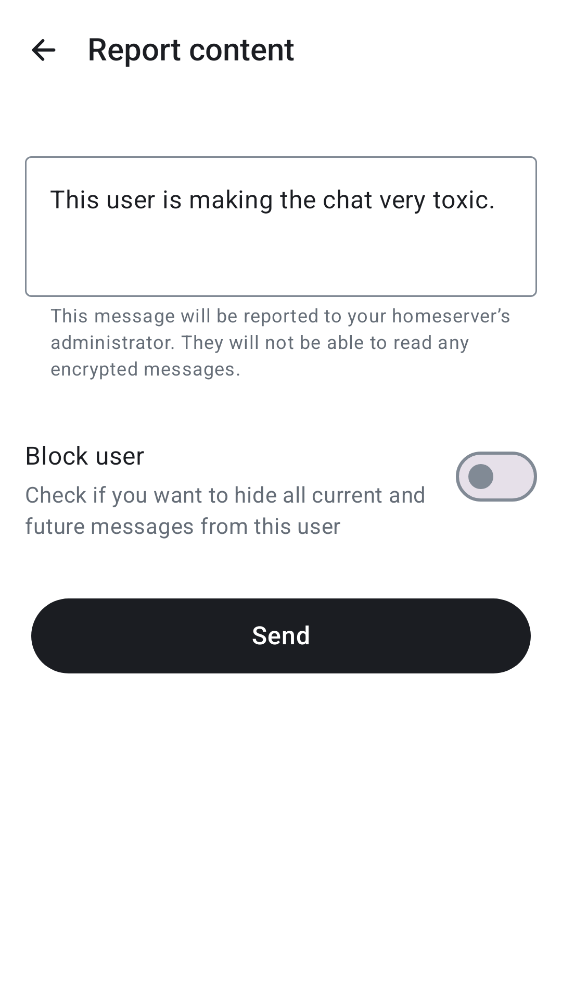 Report content
This user is making the chat very toxic.
This message will be reported to your homeserver’s
administrator. They will not be able to read any
encrypted messages.
Block user
Check if you want to hide all current and
future messages from this user
Send